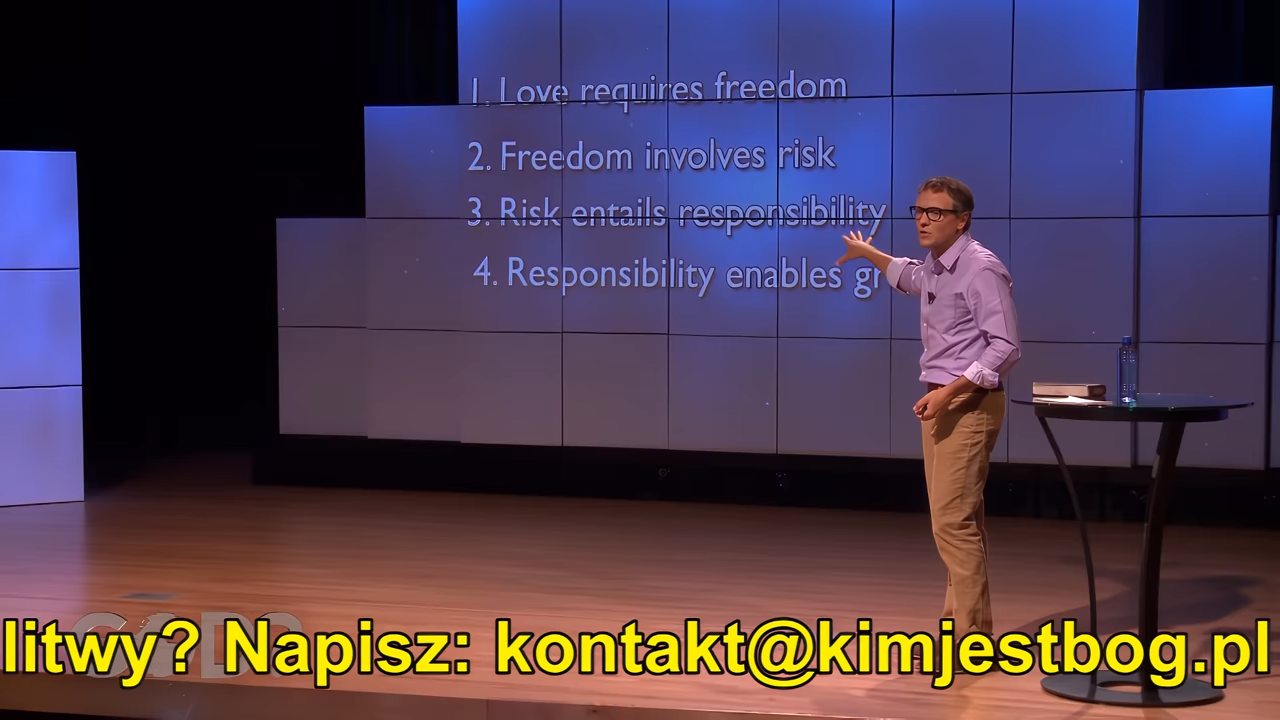 1. Love requires freedom
2. Freedom involves risk
3. Risk entails responsibility
4. Responsibility enables gr
litwy? Napisz: kontakt@kimjestbog.pl